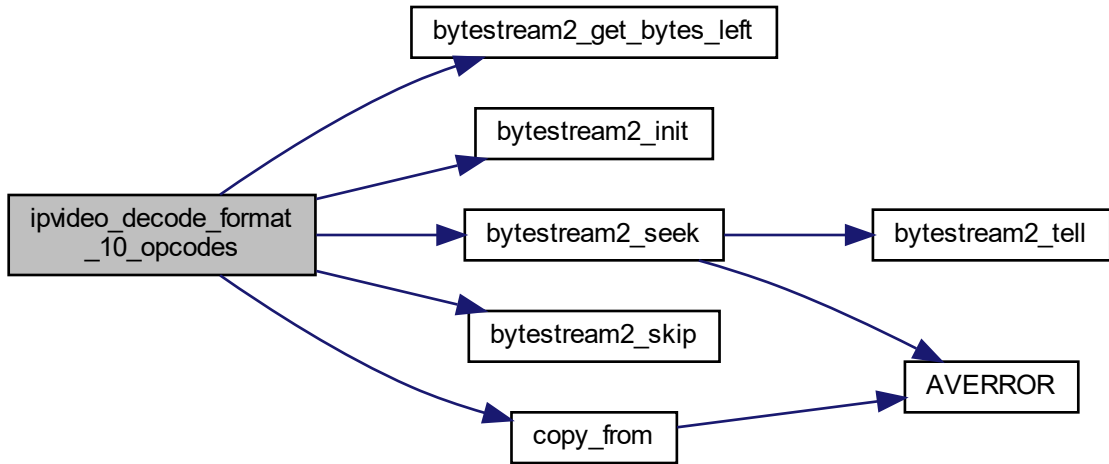 bytestream2_get_bytes_left
bytestream2_init
ipvideo_decode_format
_10_opcodes
bytestream2_seek
bytestream2_tell
bytestream2_skip
AVERROR
copy_from